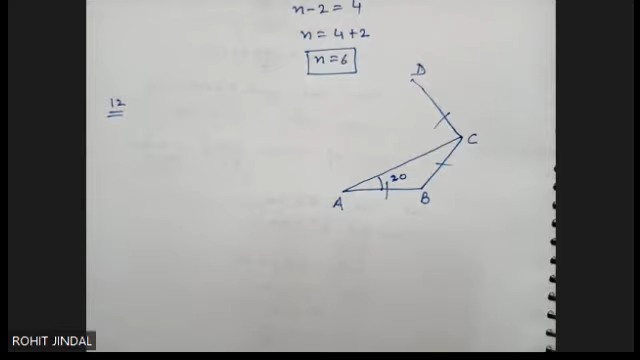 n-2 = 4
n = 4+2
n=6
12
D
C
20
A
B
ROHIT JINDAL